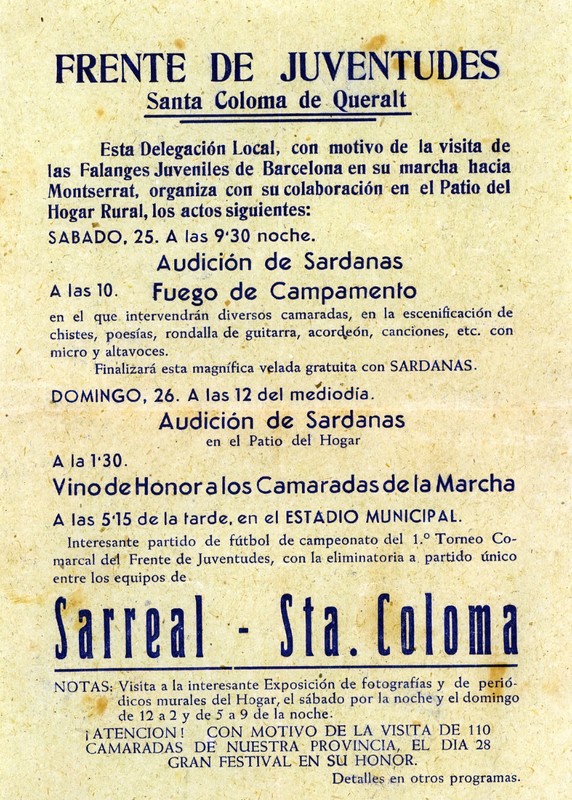 FRENTE DE JUVENTUDES
Santa Coloma de Queralt
Esta Delegación Local, con motivo de la visita de
las Falanges Juveniles de Barcelona en su marcha hacia
Montserrat, organiza con su colaboración en el Patio del
Hogar Rural, los actos siguientes:
SABADO, 25. A las 9'30 noche.
Audición de Sardanas
A las 10. Fuego de Campamento
en el que intervendrán diversos camaradas, en la escenificación de
chistes, poesías, rondalla de guitarra, acordeón, canciones, etc. con
micro y altavoces.
Finalizará esta magnífica velada gratuita con SARDANAS.
DOMINGO, 26. A las 12 del mediodía.
Audición de Sardanas
en el Patio del Hogar
A la 1'30.
Vino de Honor a los Camaradas de la Marcha
A las 5'15 de la tarde, en el ESTADIO MUNICIPAL.
Interesante partido de fútbol de campeonato del 1.º Torneo Co-
marcal del Frente de Juventudes, con la eliminatoria a partido único
entre los equipos de
Sarreal - Sta. Coloma
NOTAS: Visita a la interesante Exposición de fotografías y de perió-
dicos murales del Hogar, el sábado por la noche y el domingo
de 12 a 2 y de 5 a 9 de la noche.
¡ATENCION! CON MOTIVO DE LA VISITA DE 110
CAMARADAS DE NUESTRA PROVINCIA, EL DIA 28
GRAN FESTIVAL EN SU HONOR.
Detalles en otros programas.